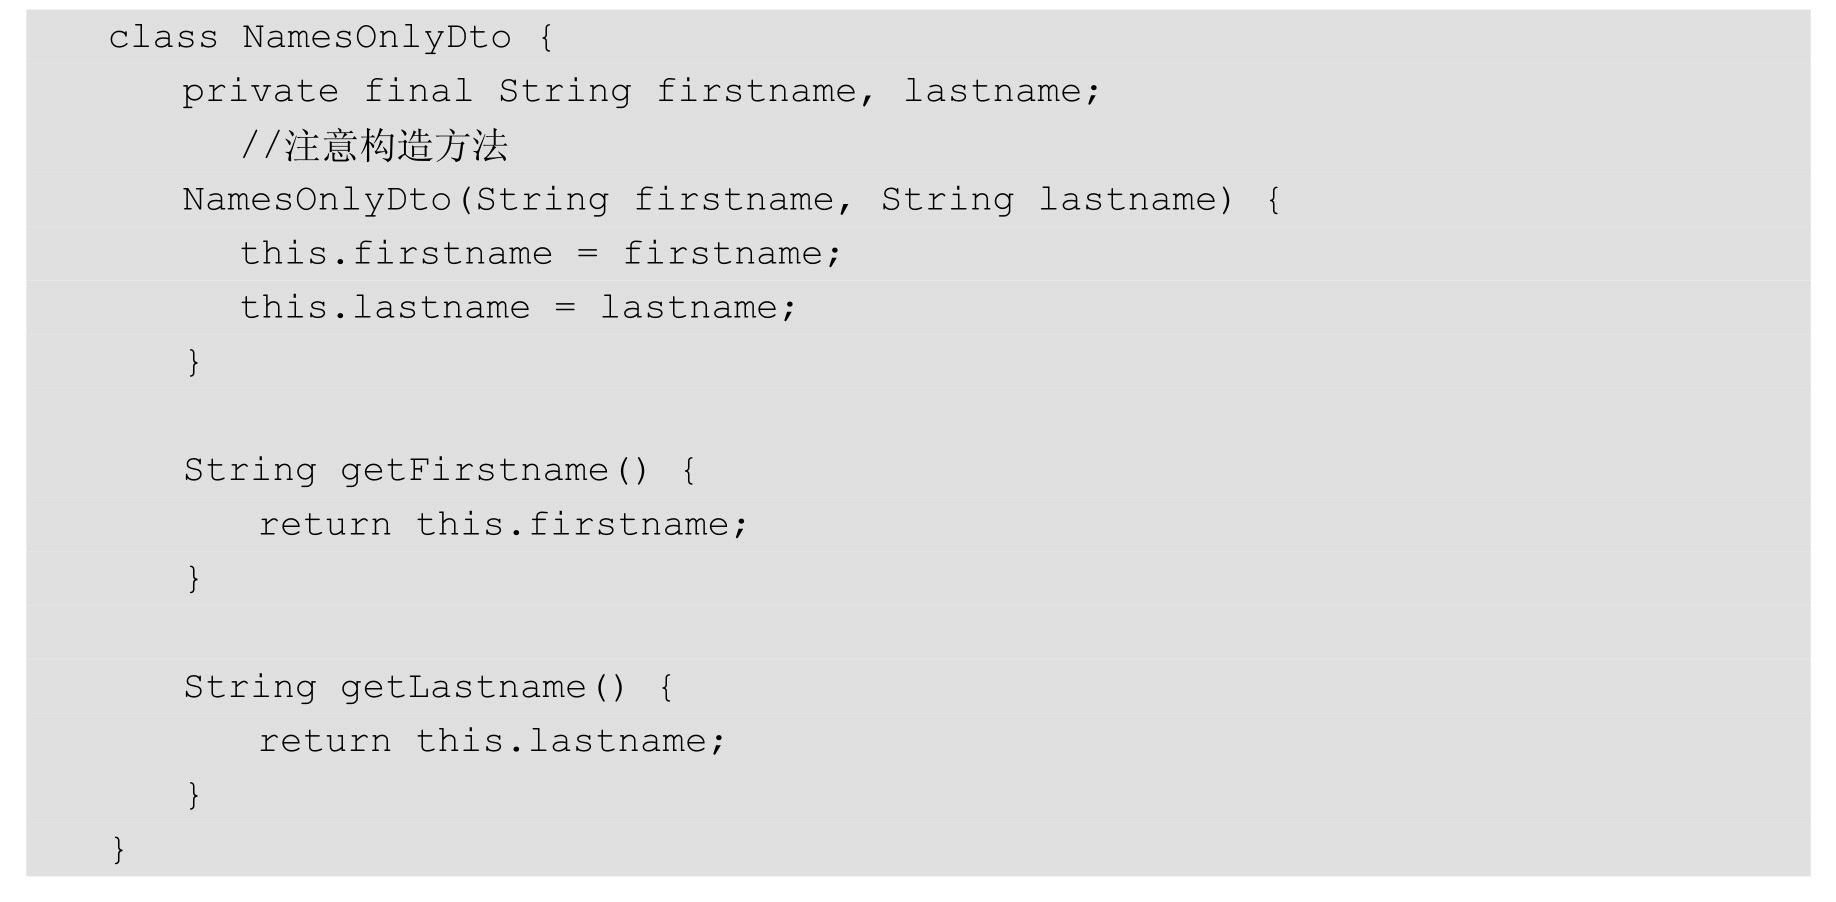 class NamesOnlyDto {
private final String firstname, lastname;
//注意构造方法
NamesOnlyDto(String firstname, String lastname) {
this.firstname = firstname;
this.lastname = lastname;
}
String getFirstname() {
return this.firstname;
}
String getLastname() {
return this.lastname;
}
}